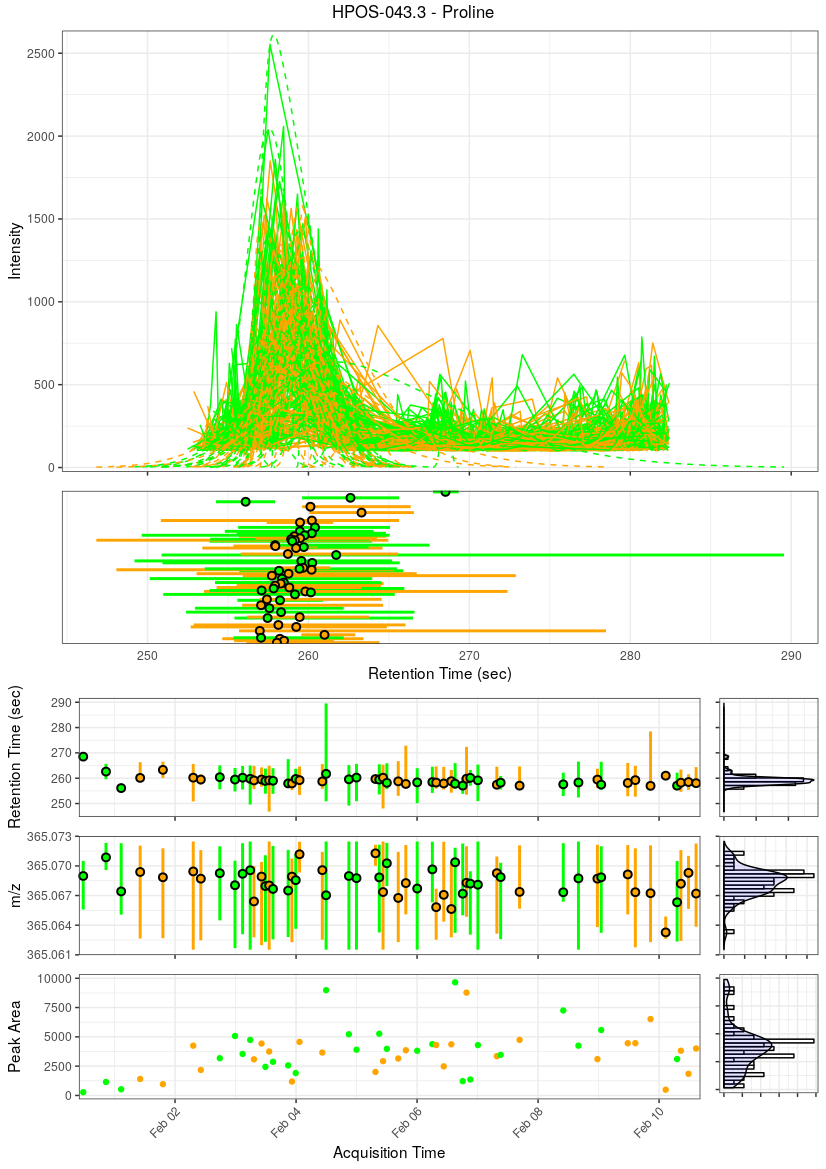 HPOS-043.3 - Proline
Intensity
2500
2000
1500
1000
500
0
250
260
270
280
290
Retention Time (sec)
Retention Time (sec)
290
280
270
260
250
m/z
365.073
365.070
365.067
365.064
365.061
Peak Area
10000
7500
5000
2500
0
Feb 02
Feb 04
Feb 06
Feb 08
Feb 10
Acquisition Time